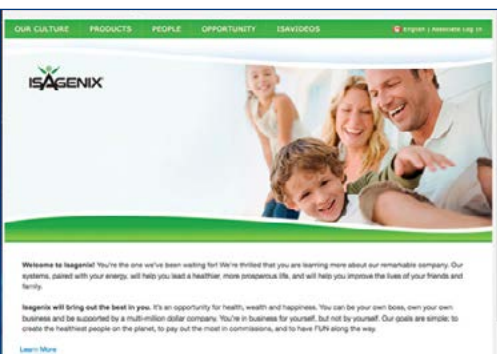 OUR CULTURE PRODUCTS PEOPLE OPPORTUNITY ISAVIDEOS English | Associate Log In
ISAGENIX
Welcome to Isagenix! You're the one we've been waiting for! We're thrilled that you are learning more about our remarkable company. Our
systems, paired with your energy, will help you lead a healthier, more prosperous life, and will help you improve the lives of your friends and
family.
Isagenix will bring out the best in you. It's an opportunity for health, wealth and happiness. You can be your own boss, own your own
business and be supported by a multi-million dollar company. You're in business for yourself, but not by yourself. Our goals are simple; to
create the healthiest people on the planet, to pay out the most in commissions, and to have FUN along the way.
Learn More